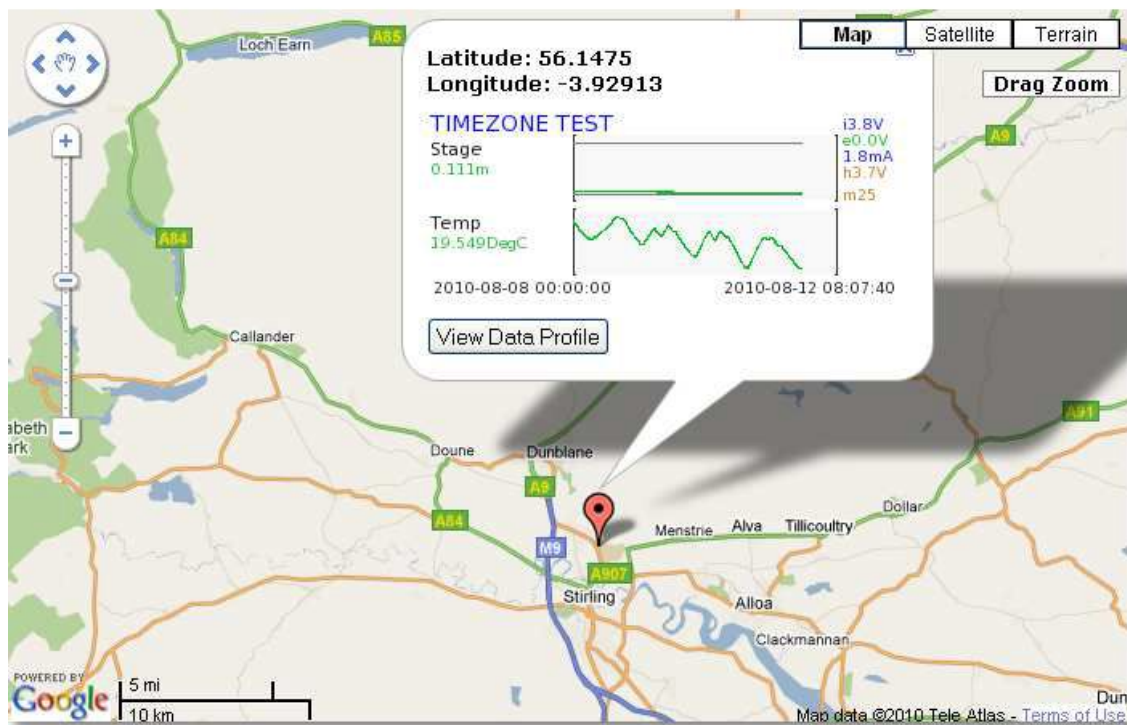 Loch Earn
A85
Map
Satellite
Terrain
Drag Zoom
Latitude: 56.1475
Longitude: -3.92913
TIMEZONE TEST
Stage
0.111m
i3.8V
e0.0V
1.8mA
h3.7V
m25
Temp
19.549DegC
2010-08-08 00:00:00
2010-08-12 08:07:40
View Data Profile
A9
A84
Callander
abeth
ark
A91
Doune
Dunblane
A9
A84
Dollar
Menstrie
Alva
Tillicoultry
M9
A907
Stirling
Alloa
Clackmannan
POWERED BY
Google
5 mi
10 km
Dun
Map data ©2010 Tele Atlas - Terms of Use